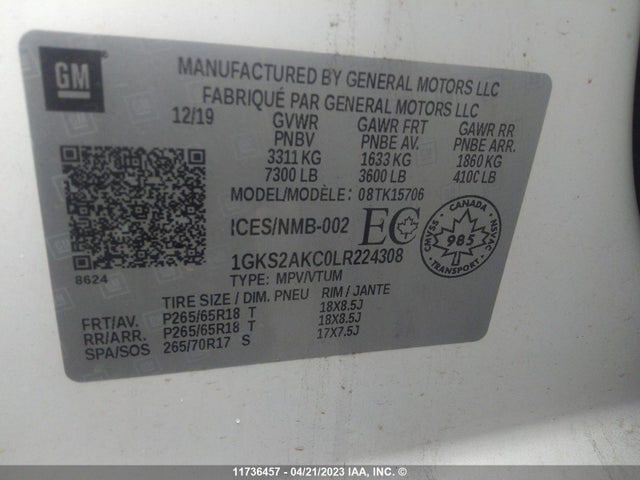 GM
MANUFACTURED BY GENERAL MOTORS LLC
FABRIQUÉ PAR GENERAL MOTORS LLC
12/19 GVWR GAWR FRT GAWR RR
PNBV PNBE AV. PNBE ARR.
3311 KG 1633 KG 1860 KG
7300 LB 3600 LB 4100 LB
MODEL/MODÈLE: 08TK15706
ICES/NMB-002 EC
CANADA
CMVSS 985 NSVAC
TRANSPORT
8624
1GKS2AKC0LR224308
TYPE: MPV/VTUM
TIRE SIZE / DIM. PNEU RIM / JANTE
FRT/AV. P265/65R18 T 18X8.5J
RR/ARR. P265/65R18 T 18X8.5J
SPA/SOS 265/70R17 S 17X7.5J
11736457 - 04/21/2023 IAA, INC. ©